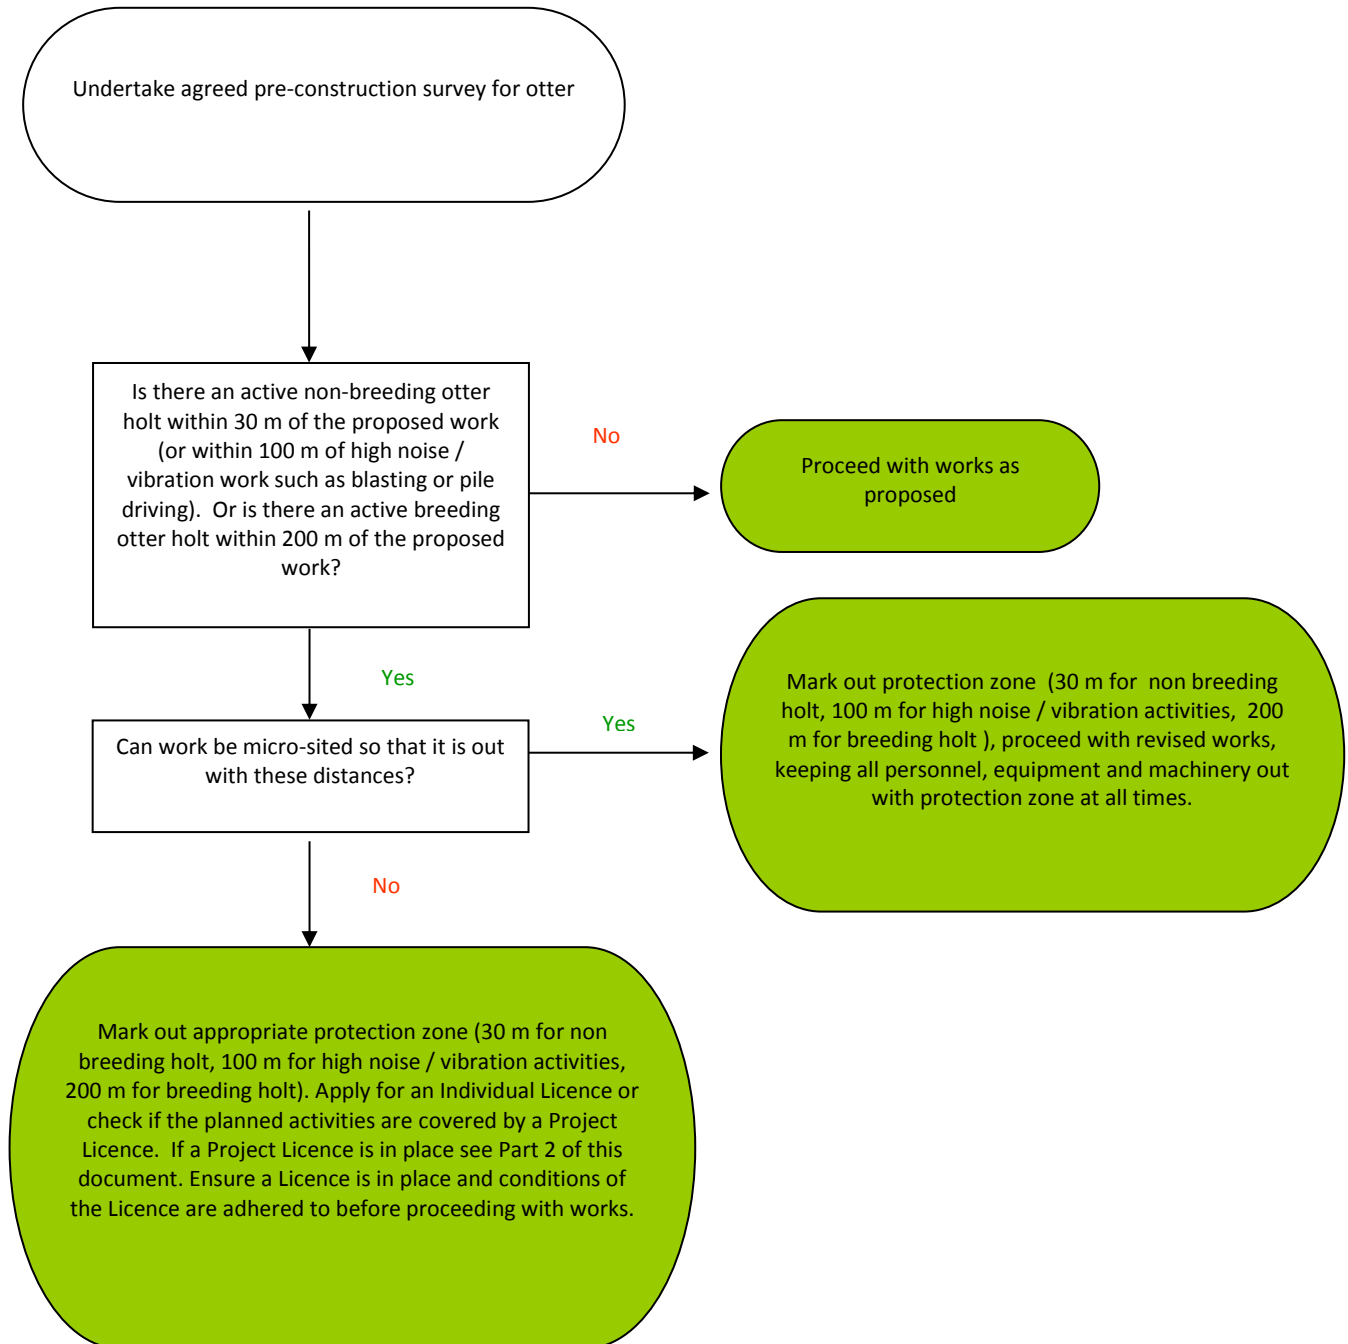 Undertake agreed pre-construction survey for otter
Is there an active non-breeding otter
holt within 30 m of the proposed work
(or within 100 m of high noise /
vibration work such as blasting or pile
driving).  Or is there an active breeding
otter holt within 200 m of the proposed
work?
No
Proceed with works as
proposed
Yes
Can work be micro-sited so that it is out
with these distances?
Yes
Mark out protection zone  (30 m for  non breeding
holt, 100 m for high noise / vibration activities,  200
m for breeding holt ), proceed with revised works,
keeping all personnel, equipment and machinery out
with protection zone at all times.
No
Mark out appropriate protection zone (30 m for non
breeding holt, 100 m for high noise / vibration activities,
200 m for breeding holt). Apply for an Individual Licence or
check if the planned activities are covered by a Project
Licence.  If a Project Licence is in place see Part 2 of this
document. Ensure a Licence is in place and conditions of
the Licence are adhered to before proceeding with works.